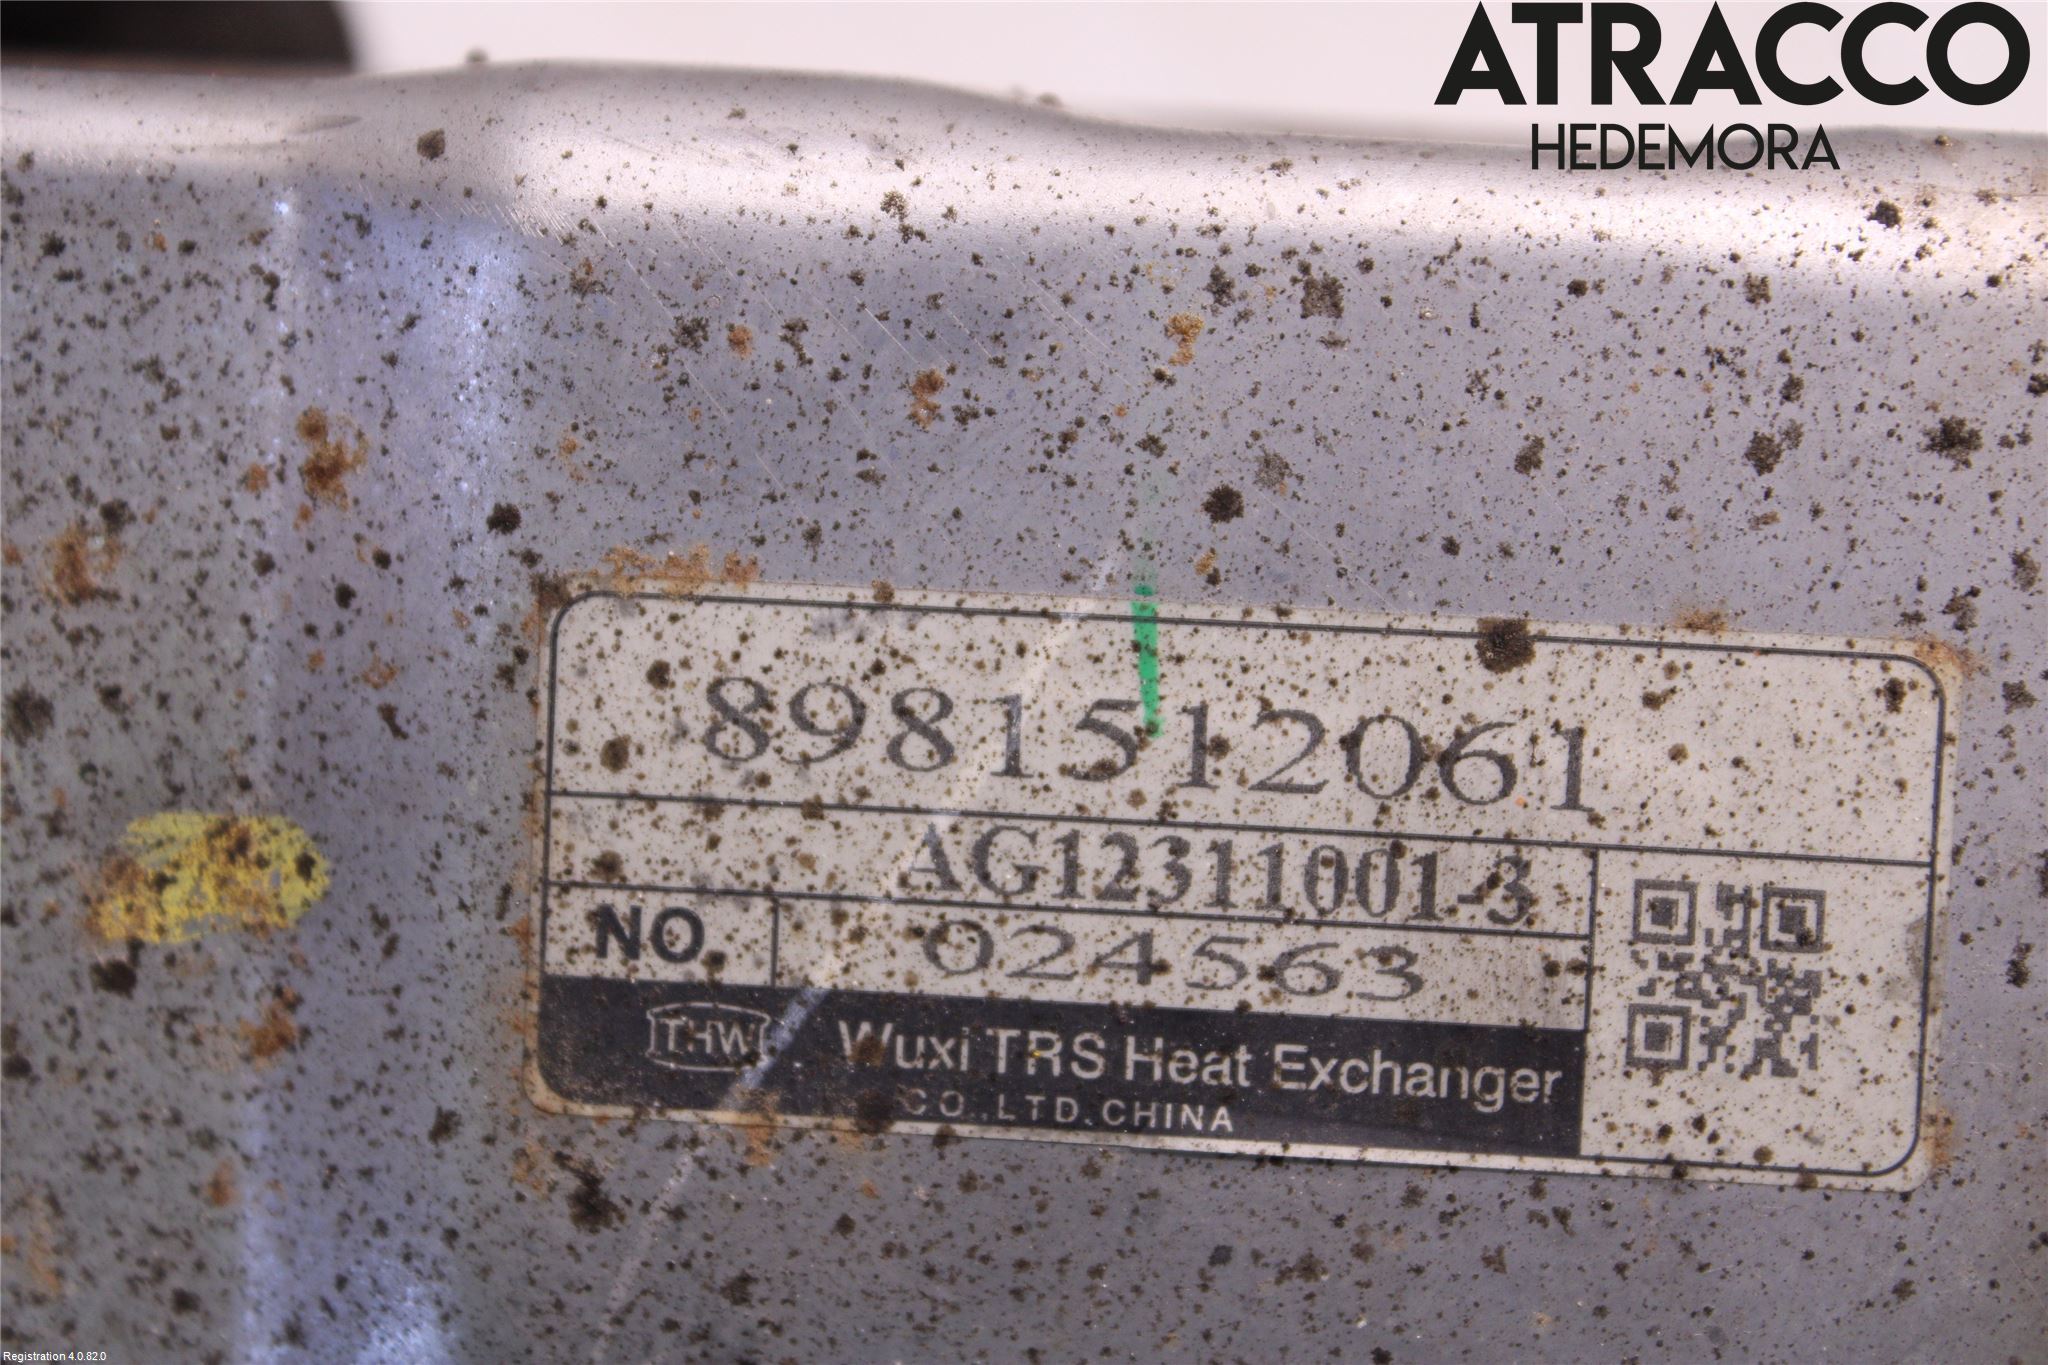 ATRACCO
HEDEMORA
8981512061
AG12311001-3
NO. 024563
THW Wuxi TRS Heat Exchanger
CO.,LTD.CHINA
Registration 4.0.82.0